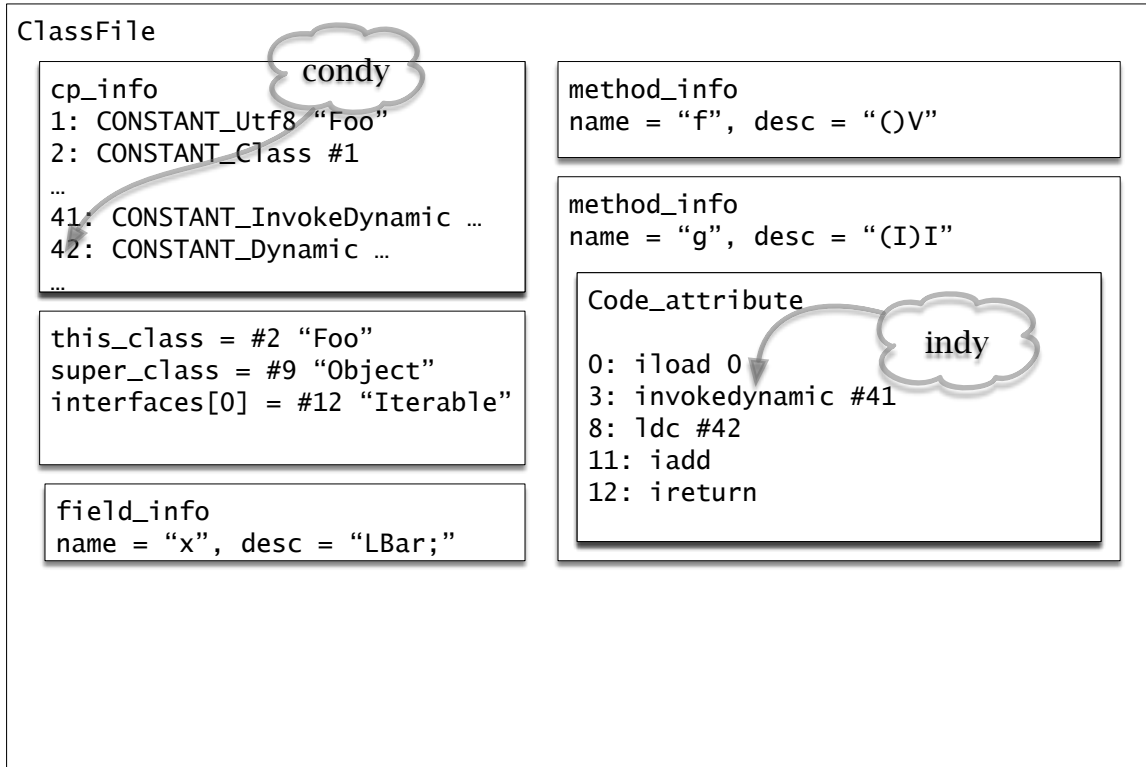 ClassFile
condy
cp_info
1: CONSTANT_Utf8 “Foo”
2: CONSTANT_Class #1
…
41: CONSTANT_InvokeDynamic …
42: CONSTANT_Dynamic …
…
this_class = #2 “Foo”
super_class = #9 “Object”
interfaces[0] = #12 “Iterable”
field_info
name = “x”, desc = “LBar;”
method_info
name = “f”, desc = “()V”
method_info
name = “g”, desc = “(I)I”
Code_attribute
indy
0: iload 0
3: invokedynamic #41
8: ldc #42
11: iadd
12: ireturn